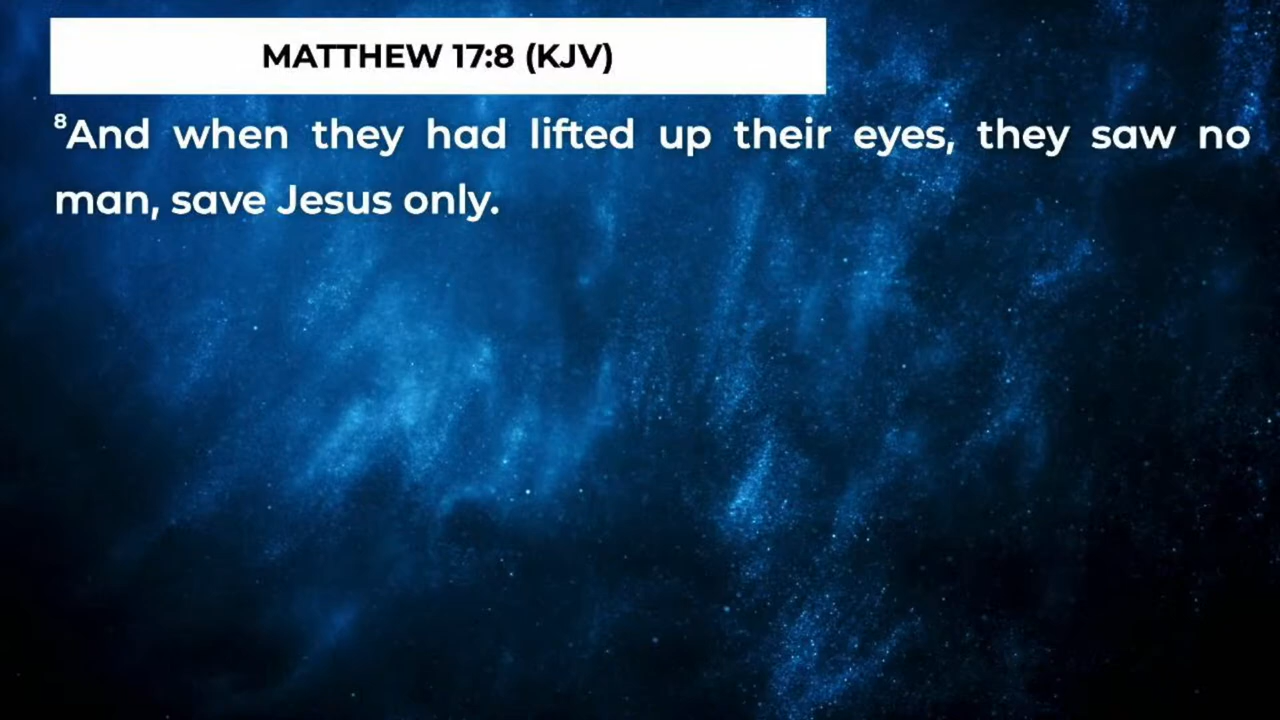 MATTHEW 17:8 (KJV)
⁸And when they had lifted up their eyes, they saw no
man, save Jesus only.